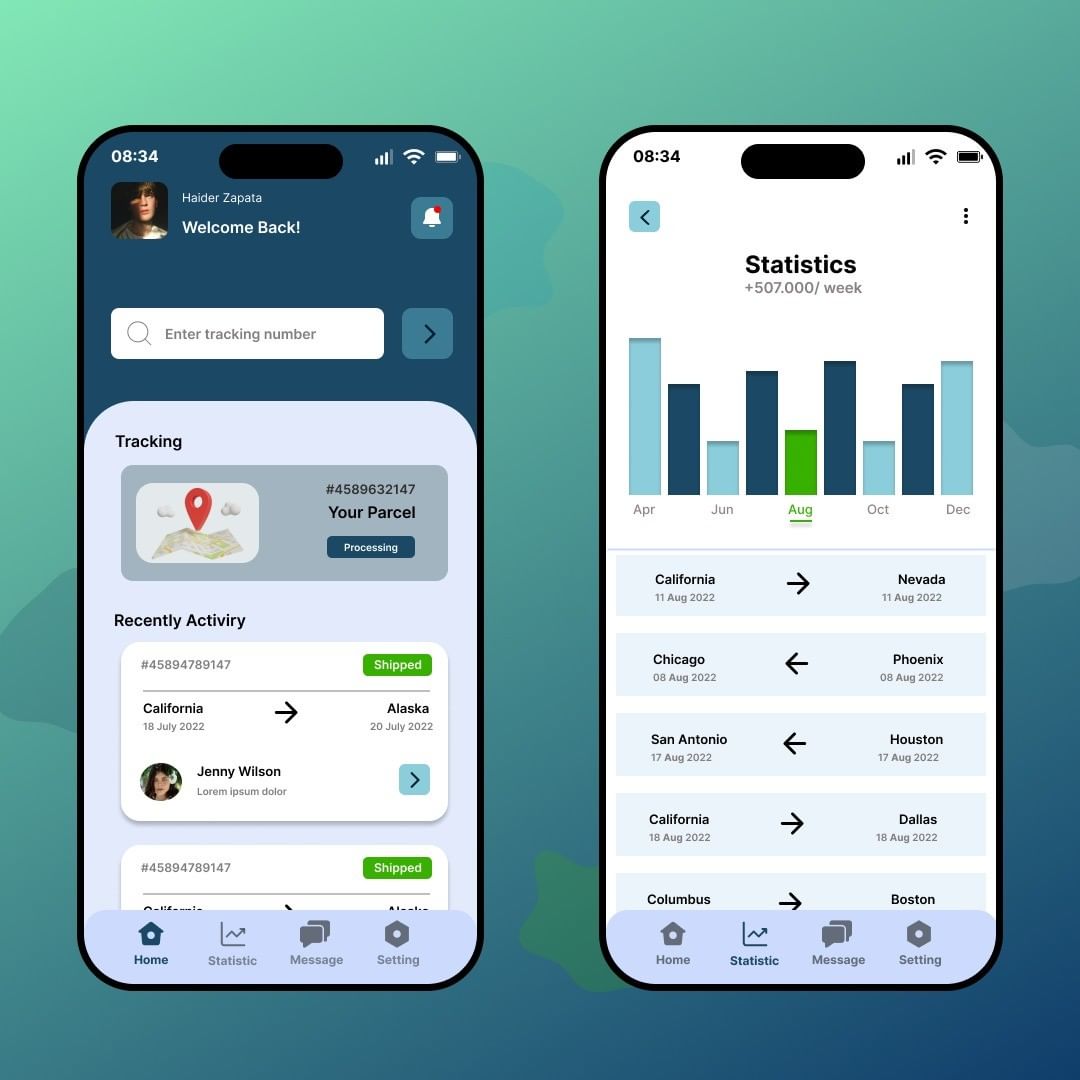 08:34
Haider Zapata
Welcome Back!
Enter tracking number
Tracking
#4589632147
Your Parcel
Processing
Recently Activiry
#45894789147 Shipped
California Alaska
18 July 2022 20 July 2022
Jenny Wilson
Lorem ipsum dolor
#45894789147 Shipped
California Alaska
Home Statistic Message Setting
08:34
Statistics
+507.000/ week
Apr Jun Aug Oct Dec
California Nevada
11 Aug 2022 11 Aug 2022
Chicago Phoenix
08 Aug 2022 08 Aug 2022
San Antonio Houston
17 Aug 2022 17 Aug 2022
California Dallas
18 Aug 2022 18 Aug 2022
Columbus Boston
Home Statistic Message Setting